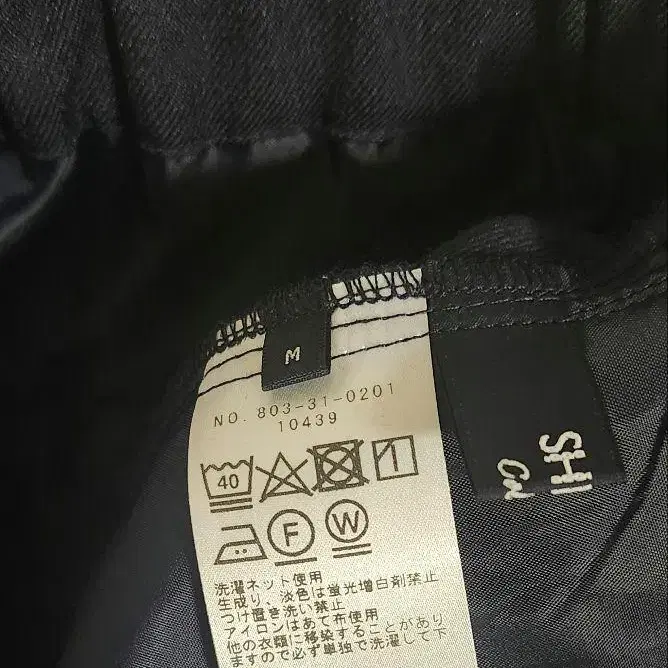 M
NO. 803-31-0201
10439
40
F
W
洗濯ネット使用
生成り、淡色は蛍光増白剤禁止
つけ置き洗い禁止
アイロンはあて布使用
他の衣類に移染することがあり
ますので必ず単独で洗濯して下
SHI